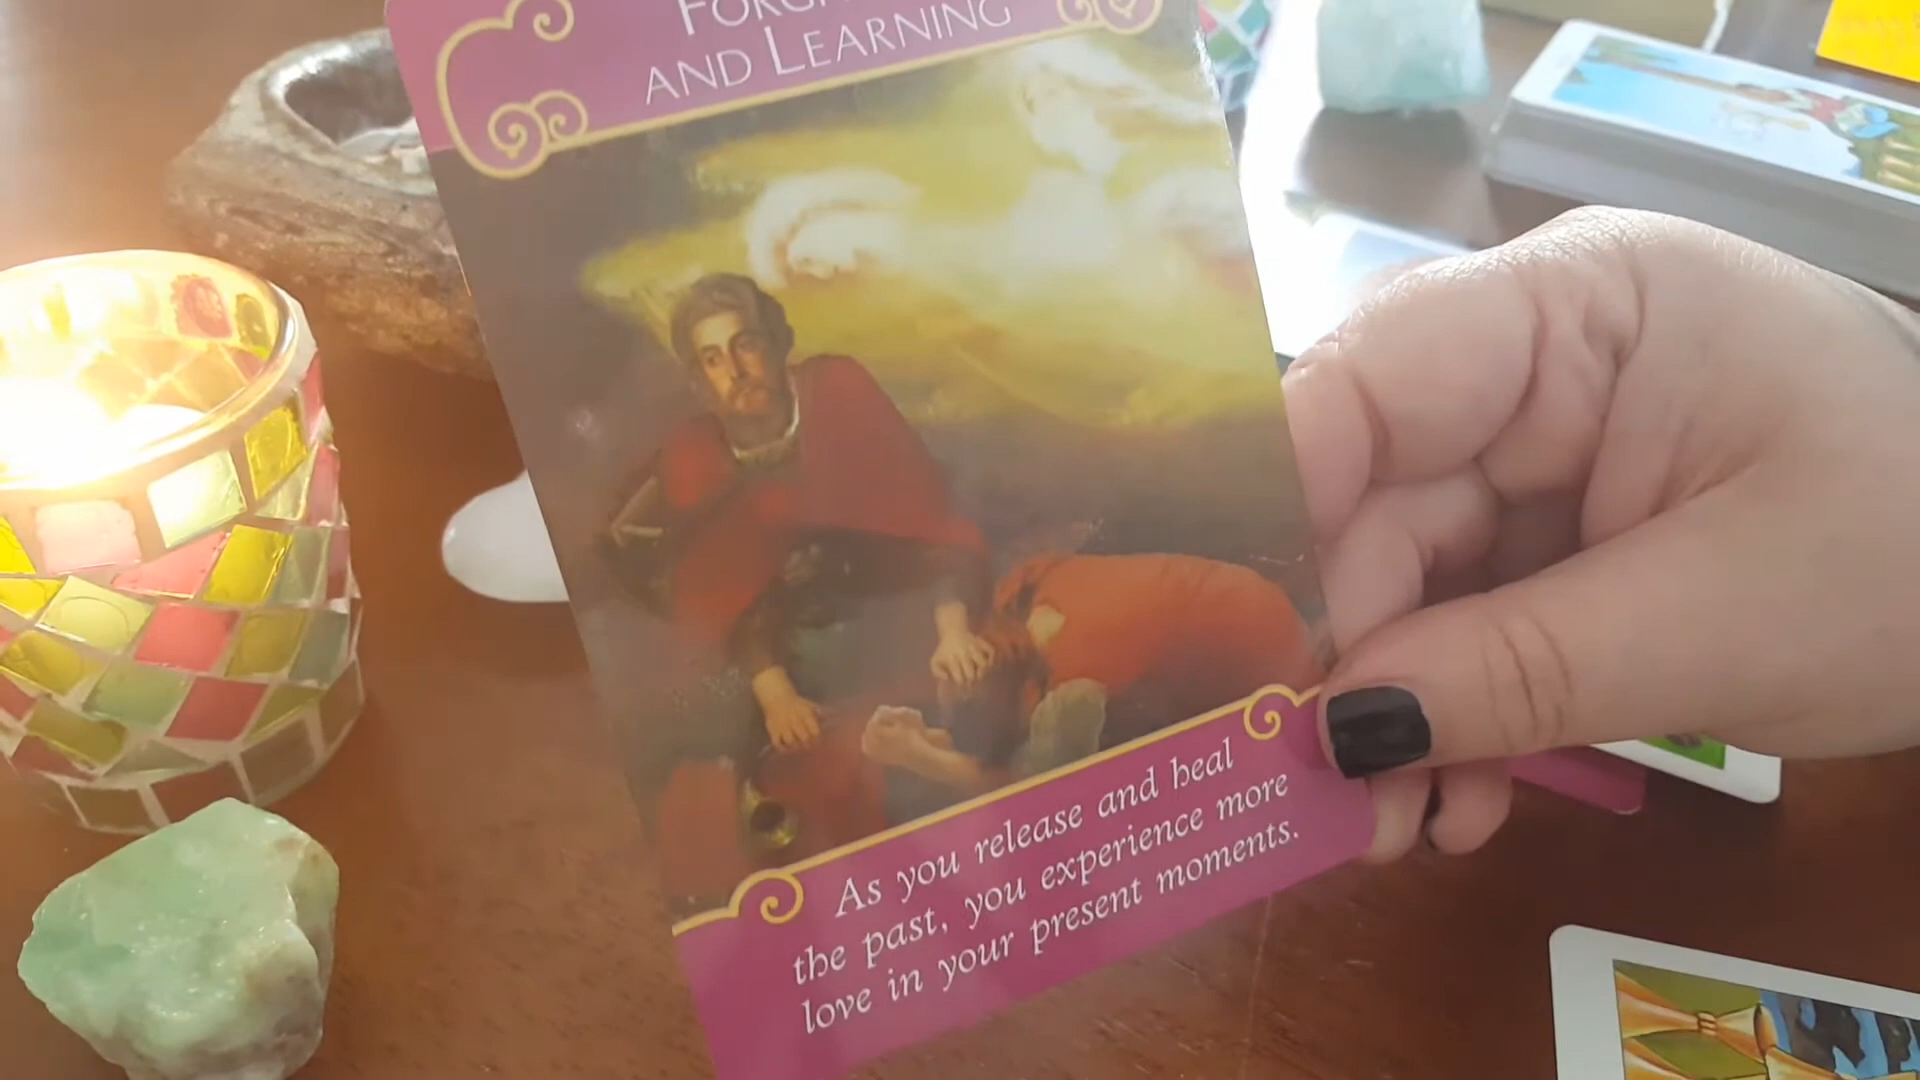 AND LEARNING
As you release and heal
the past, you experience more
love in your present moments.